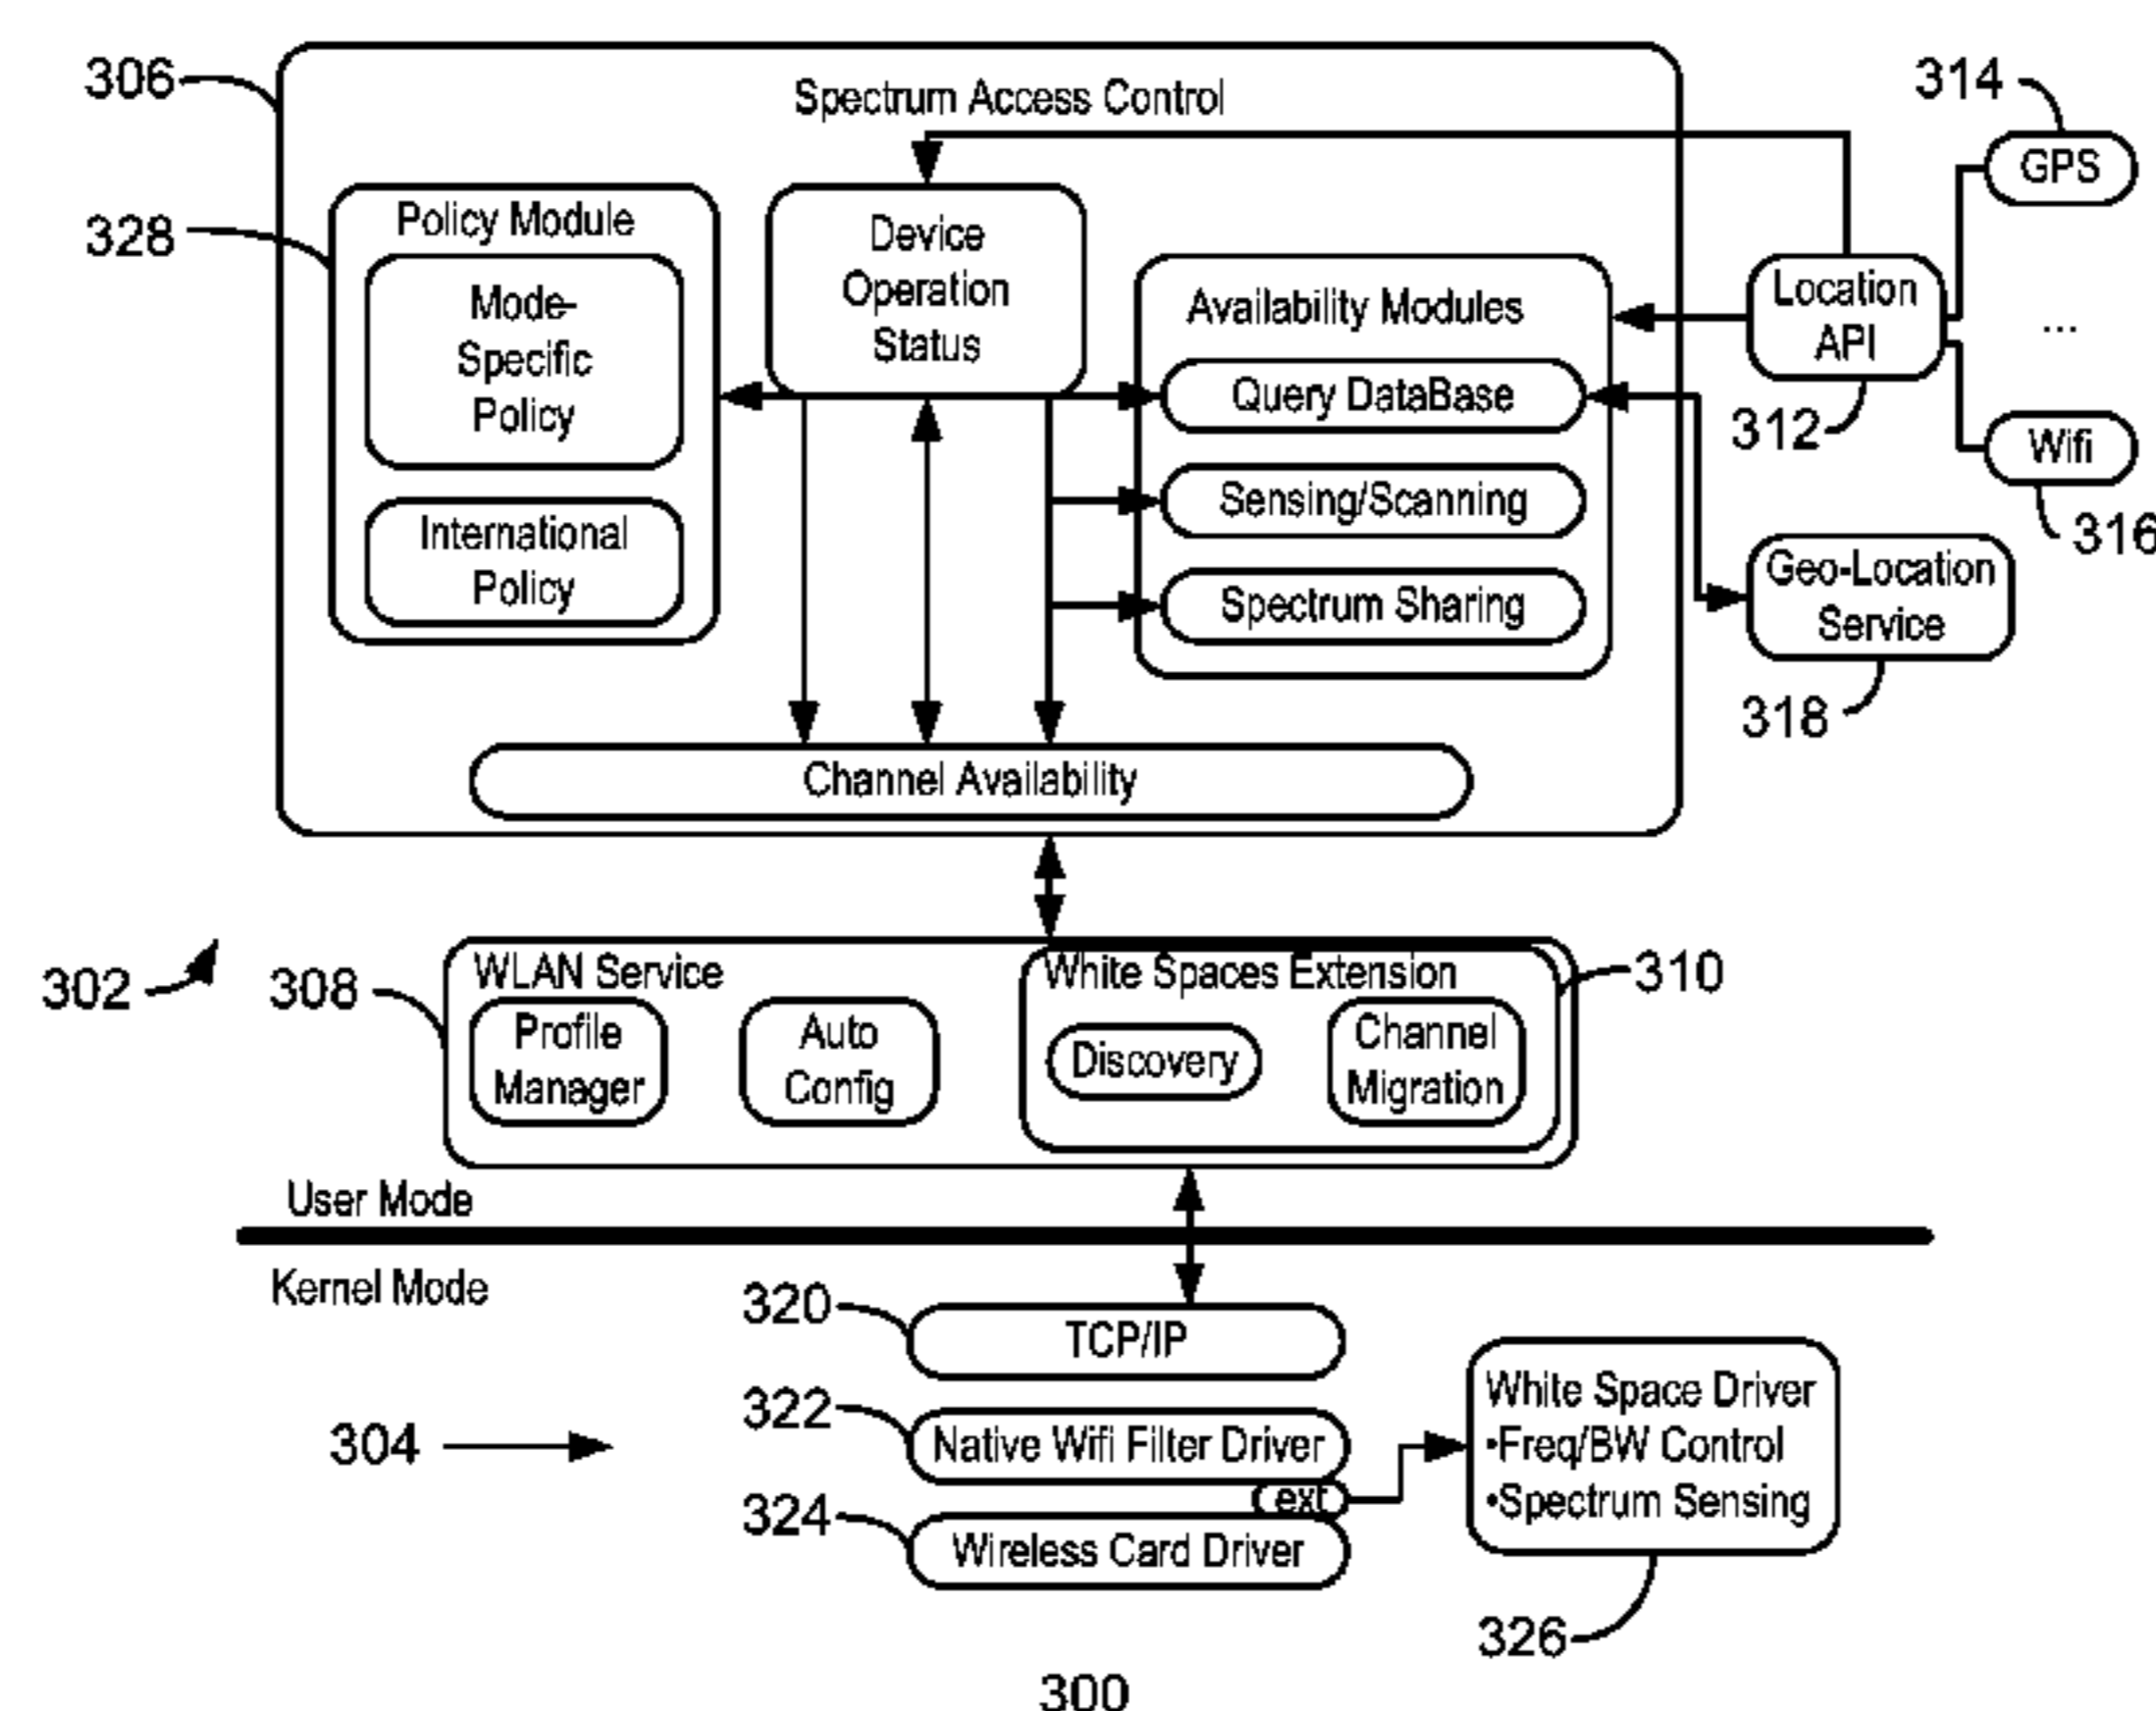 306
Spectrum Access Control
314
GPS
328
Policy Module
Device
Operation
Status
Mode-
Specific
Policy
International
Policy
Availability Modules
Query DataBase
Sensing/Scanning
Spectrum Sharing
Location
API
312
...
Wifi
316
Geo-Location
Service
318
Channel Availability
302
308
WLAN Service
Profile
Manager
Auto
Config
White Spaces Extension
310
Discovery
Channel
Migration
User Mode
Kernel Mode
320
TCP/IP
304
322
Native Wifi Filter Driver
ext
324
Wireless Card Driver
White Space Driver
•Freq/BW Control
•Spectrum Sensing
326
300